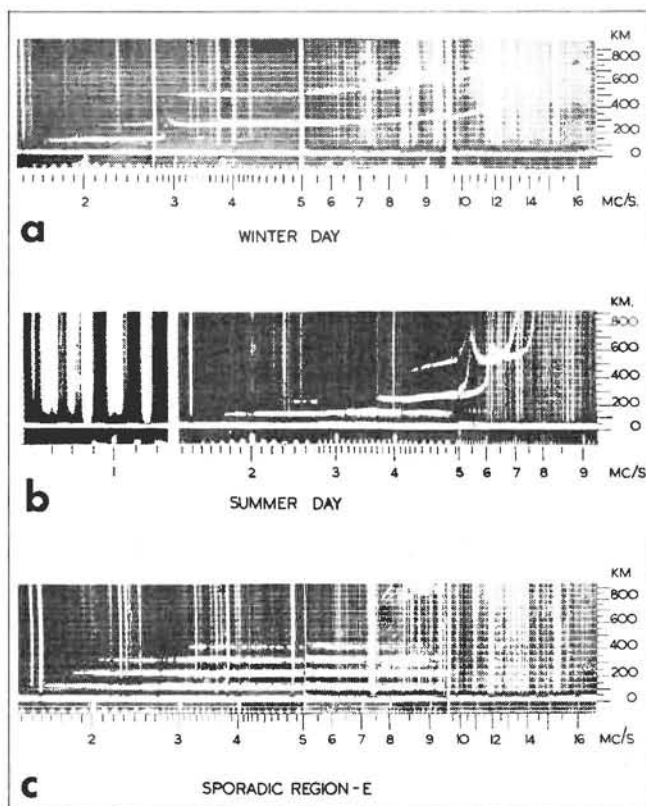 KM
800
600
400
200
0
2 3 4 5 6 7 8 9 10 12 14 16 MC/S.
a
WINTER DAY
KM.
800
600
400
200
0
1 2 3 4 5 6 7 8 9 MC/S
b
SUMMER DAY
KM
800
600
400
200
0
2 3 4 5 6 7 8 9 10 12 14 16 MC/S
c
SPORADIC REGION-E